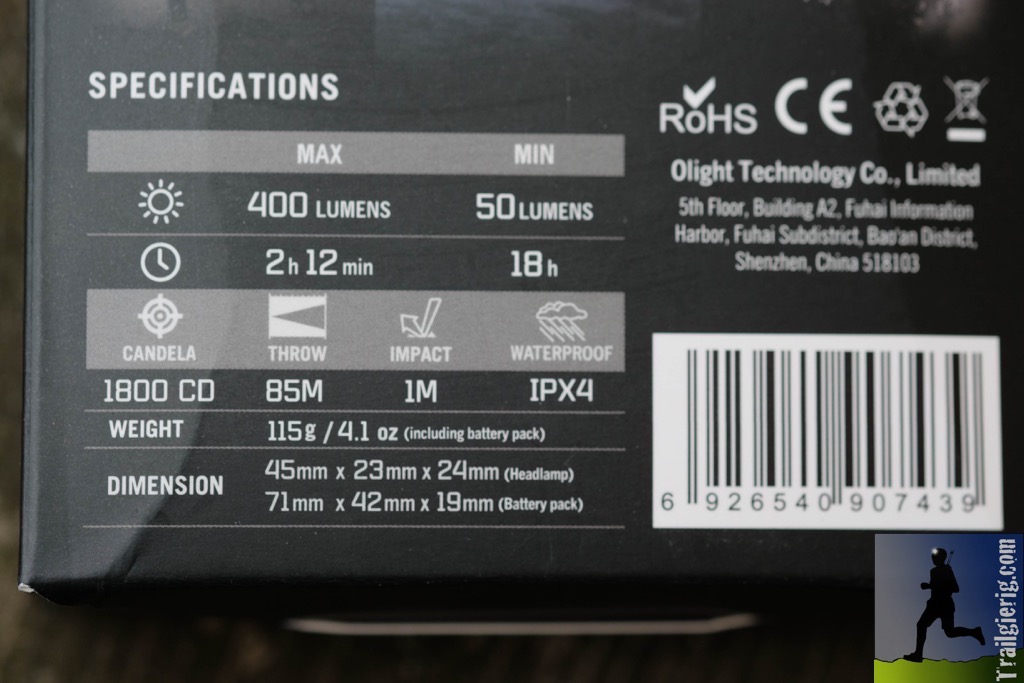 SPECIFICATIONS
MAX MIN
400 LUMENS 50 LUMENS
2h 12min 18h
CANDELA THROW IMPACT WATERPROOF
1800 CD 85M 1M IPX4
WEIGHT 115g / 4.1 oz (including battery pack)
DIMENSION 45mm x 23mm x 24mm (Headlamp)
71mm x 42mm x 19mm (Battery pack)
RoHS CE
Olight Technology Co., Limited
5th Floor, Building A2, Fuhai Information
Harbor, Fuhai Subdistrict, Bao'an District,
Shenzhen, China 518103
6 926540 907439
Trailgierig.com